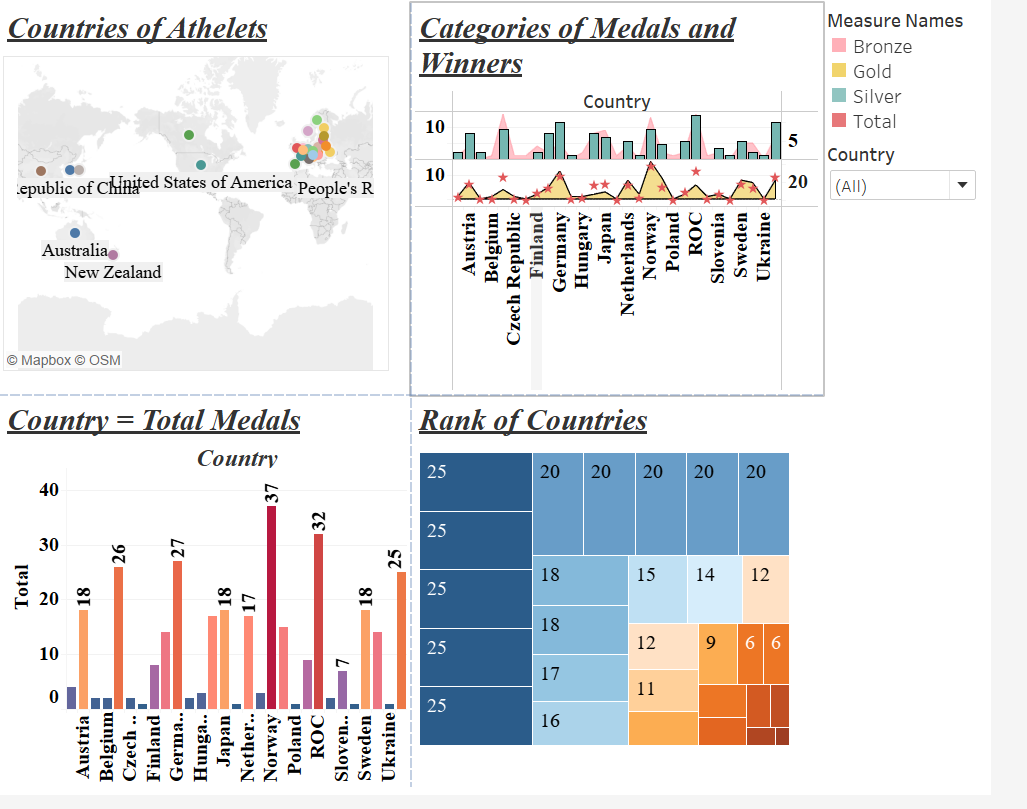 Countries of Athelets
.epublic of China
United States of America
People's R
Australia
New Zealand
© Mapbox © OSM
Categories of Medals and
Winners
Country
10
5
10
20
Austria
Belgium
Czech Republic
Finland
Germany
Hungary
Japan
Netherlands
Norway
Poland
ROC
Slovenia
Sweden
Ukraine
Measure Names
Bronze
Gold
Silver
Total
Country
(All)
Country = Total Medals
Country
Total
40
30
20
10
0
18
26
27
18
17
37
32
7
18
25
Austria
Belgium
Czech ..
Finland
Germa..
Hunga..
Japan
Nether..
Norway
Poland
ROC
Sloven..
Sweden
Ukraine
Rank of Countries
25
25
25
25
25
20
20
20
20
20
18
18
17
16
15
14
12
12
11
9
6
6